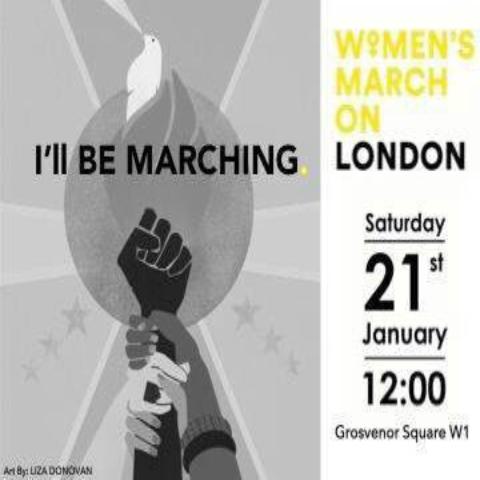 I'll BE MARCHING.
Art By: LIZA DONOVAN
WOMEN'S
MARCH
ON
LONDON
Saturday
21st
January
12:00
Grosvenor Square W1